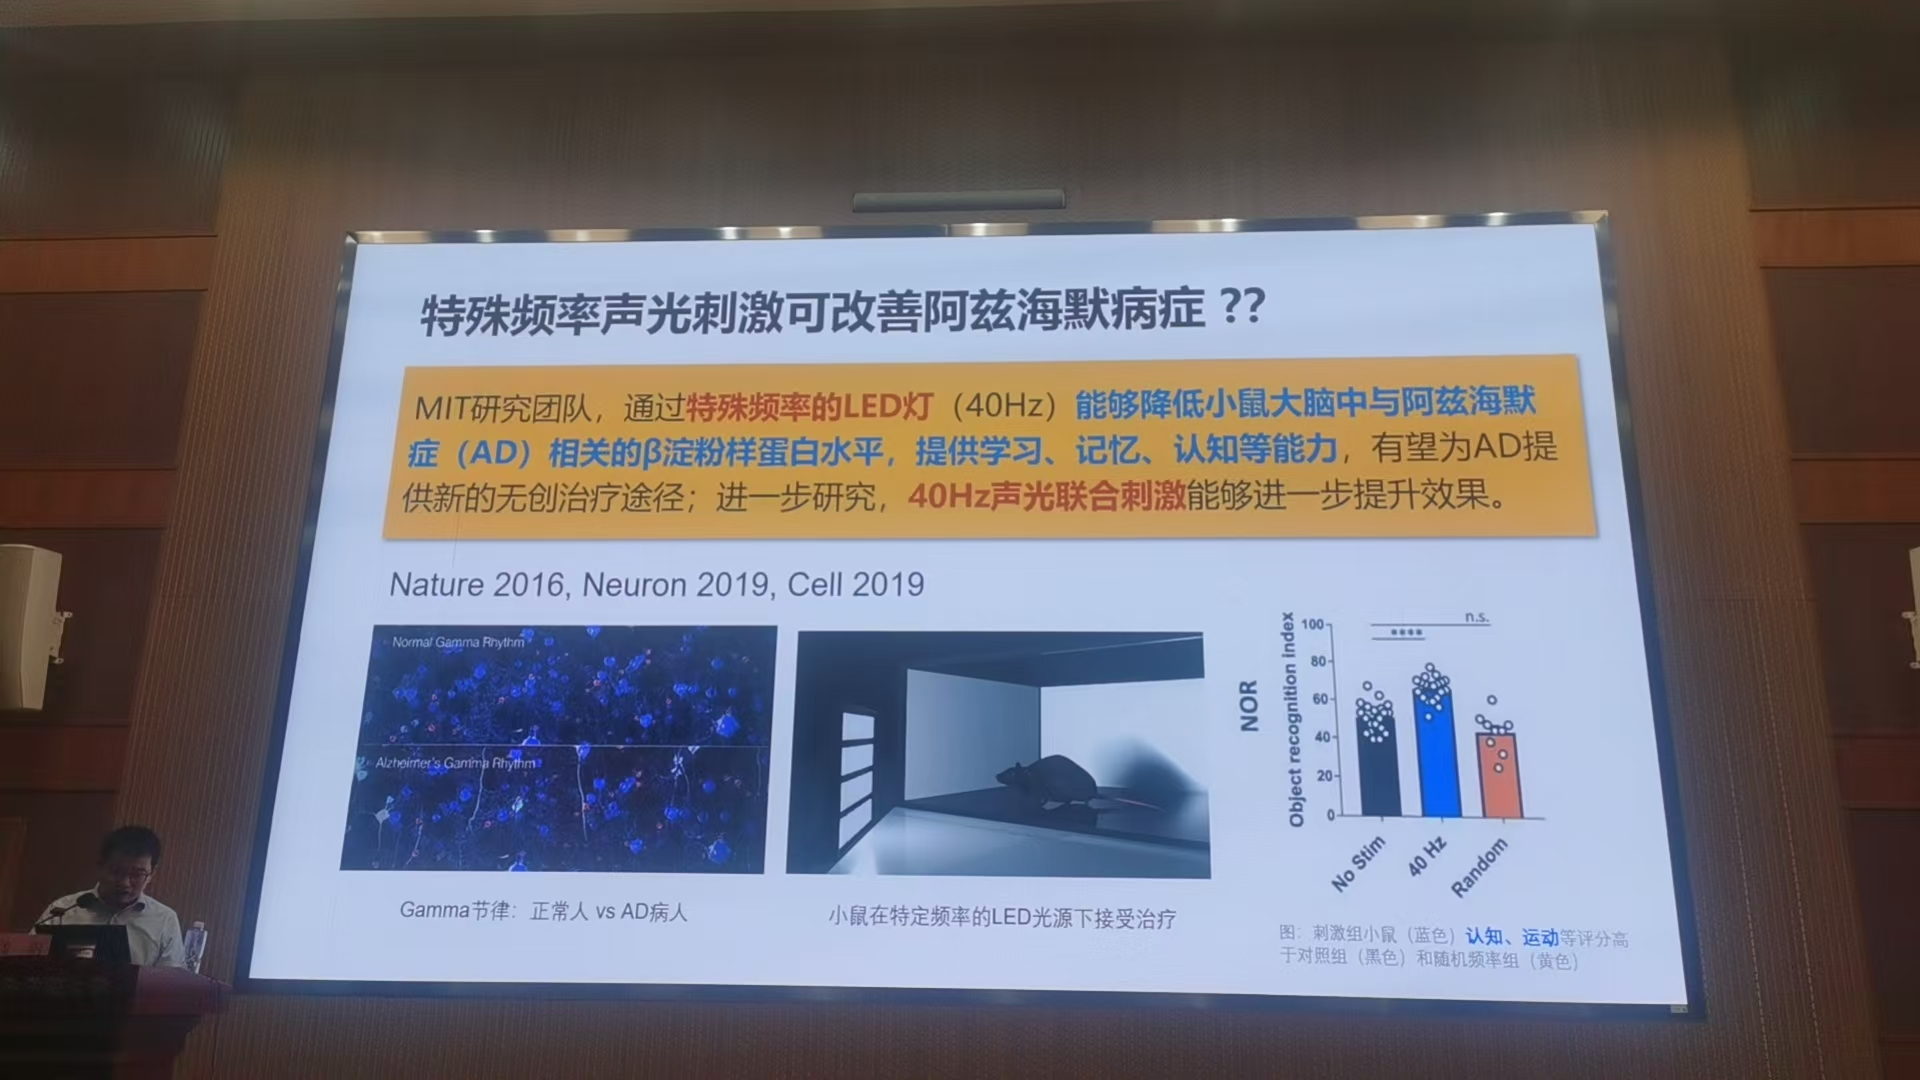 特殊频率声光刺激可改善阿兹海默病症 ??
MIT研究团队，通过特殊频率的LED灯（40Hz）能够降低小鼠大脑中与阿兹海默
症（AD）相关的β淀粉样蛋白水平，提供学习、记忆、认知等能力，有望为AD提
供新的无创治疗途径；进一步研究，40Hz声光联合刺激能够进一步提升效果。
Nature 2016, Neuron 2019, Cell 2019
Normal Gamma Rhythm
Alzheimer's Gamma Rhythm
Gamma节律：正常人 vs AD病人
小鼠在特定频率的LED光源下接受治疗
NOR
Object recognition index
n.s.
****
100
80
60
40
20
0
No Stim
40 Hz
Random
图：刺激组小鼠（蓝色）认知、运动等评分高
于对照组（黑色）和随机频率组（黄色）